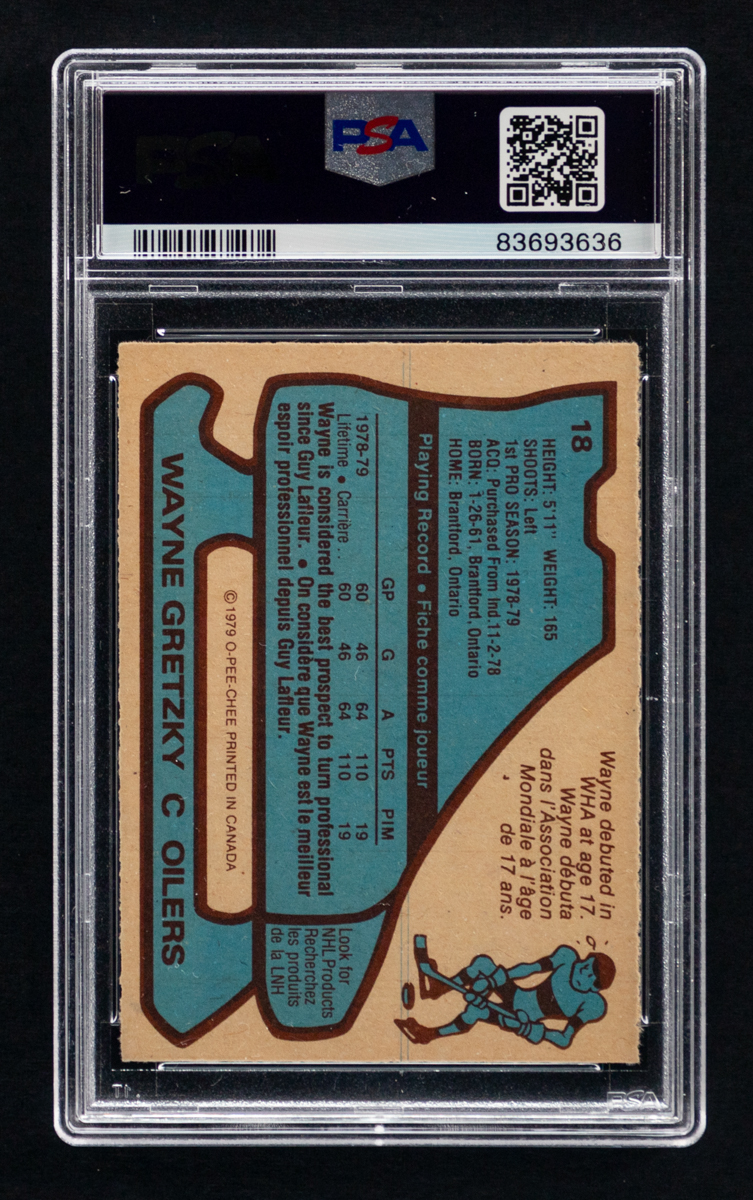 PSA
83693636
18
HEIGHT: 5'11" WEIGHT: 165
SHOOTS: Left
1st PRO SEASON: 1978-79
ACQ: Purchased From Ind.11-2-78
BORN: 1-26-61, Brantford, Ontario
HOME: Brantford, Ontario
Wayne debuted in
WHA at age 17.
Wayne débuta
dans l'Association
Mondiale à l'âge
de 17 ans.
Playing Record • Fiche comme joueur
GP G A PTS PIM
1978-79 60 46 64 110 19
Lifetime • Carrière .. 60 46 64 110 19
Wayne is considered the best prospect to turn professional
since Guy Lafleur. • On considère que Wayne est le meilleur
espoir professionnel depuis Guy Lafleur.
Look for
NHL Products
Recherchez
les produits
de la LNH
© 1979 O-PEE-CHEE PRINTED IN CANADA
WAYNE GRETZKY C OILERS
PSA